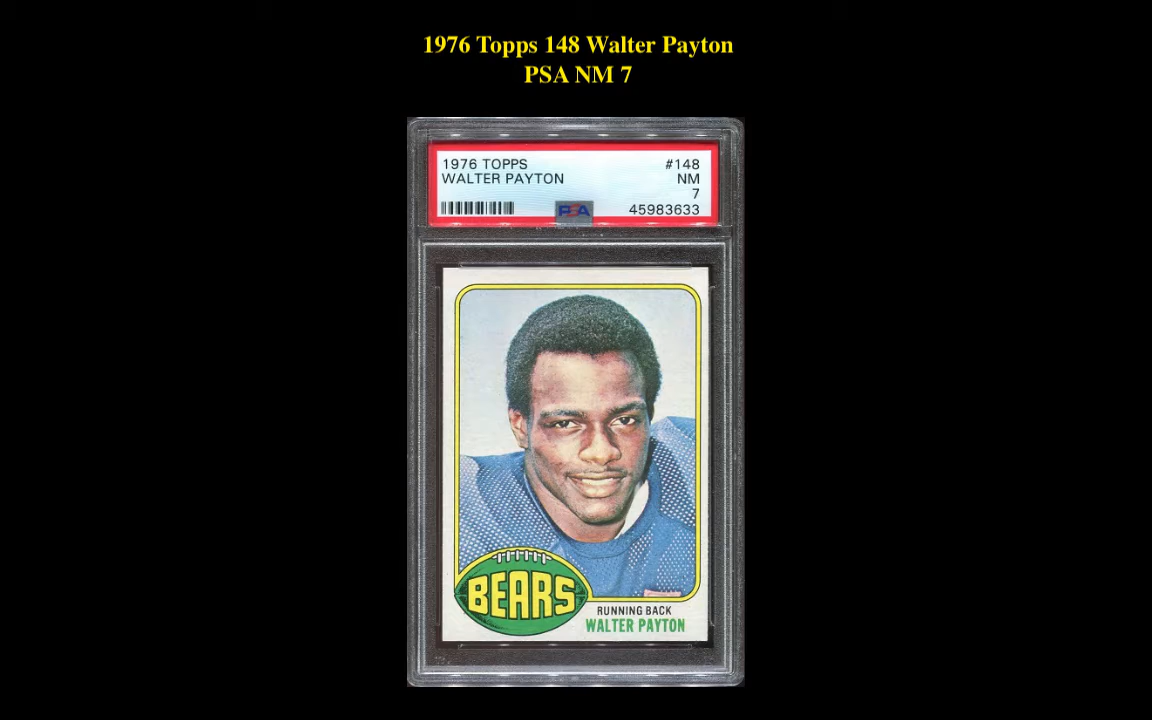 1976 Topps 148 Walter Payton
PSA NM 7
1976 TOPPS #148
WALTER PAYTON NM
7
PSA 45983633
BEARS
RUNNING BACK
WALTER PAYTON